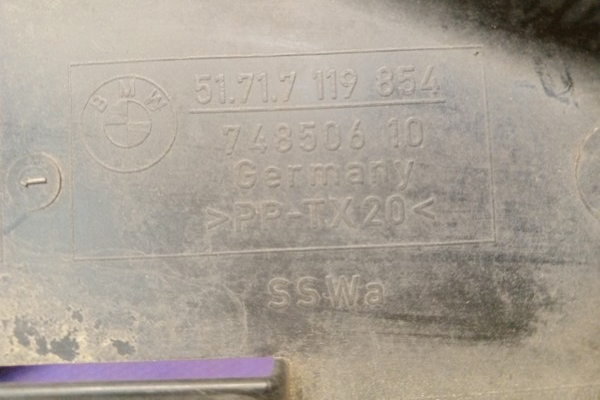 BMW
51.71.7 119 854
748506 10
Germany
>PP-TX20<
1
SSWa